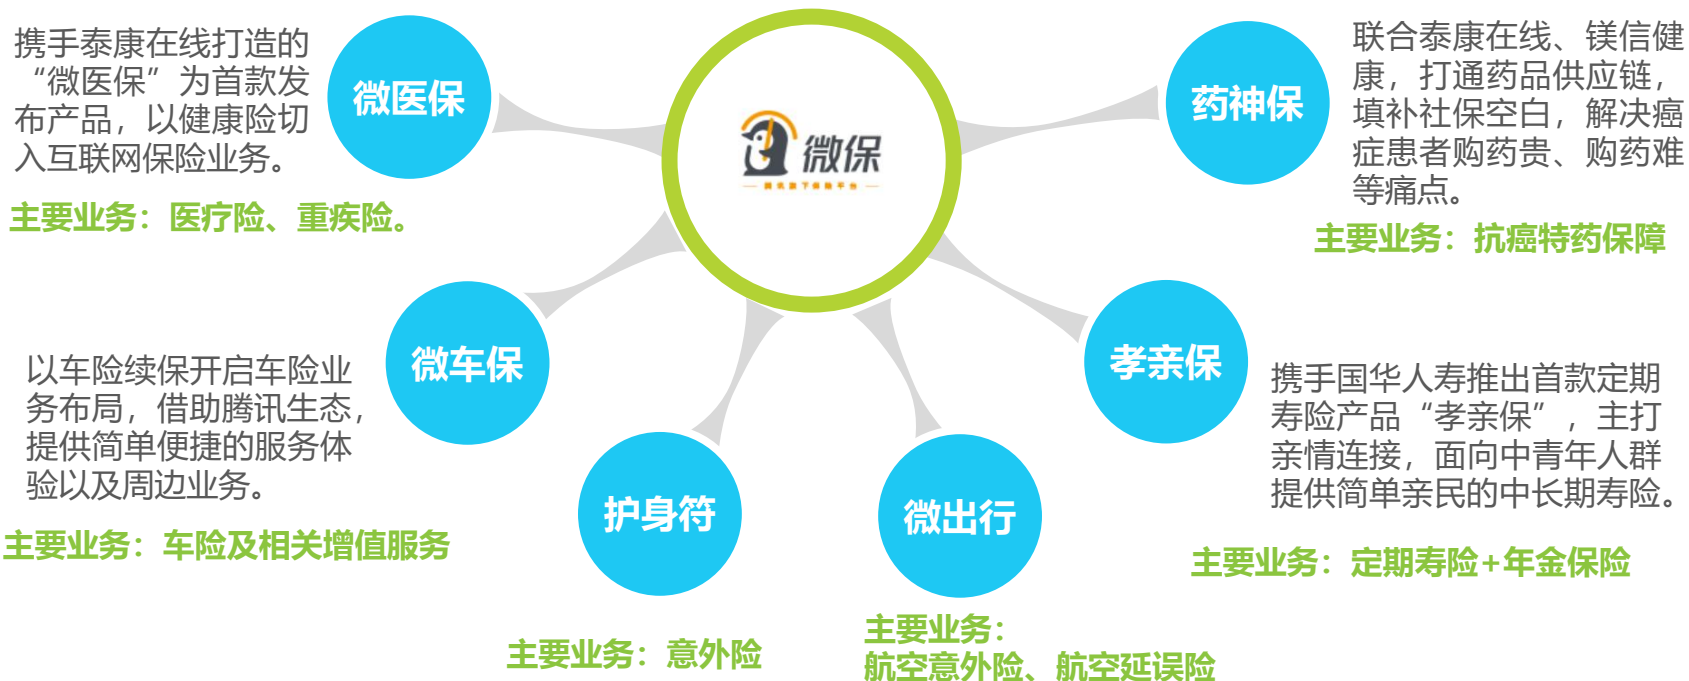 携手泰康在线打造的
“微医保”为首款发
布产品，以健康险切
入互联网保险业务。
主要业务：医疗险、重疾险。
微医保
微保
腾讯旗下保险平台
药神保
联合泰康在线、镁信健
康，打通药品供应链，
填补社保空白，解决癌
症患者购药贵、购药难
等痛点。
主要业务：抗癌特药保障
微车保
以车险续保开启车险业
务布局，借助腾讯生态，
提供简单便捷的服务体
验以及周边业务。
主要业务：车险及相关增值服务
孝亲保
携手国华人寿推出首款定期
寿险产品“孝亲保”，主打
亲情连接，面向中青年人群
提供简单亲民的中长期寿险。
主要业务：定期寿险+年金保险
护身符
主要业务：意外险
微出行
主要业务：
航空意外险、航空延误险